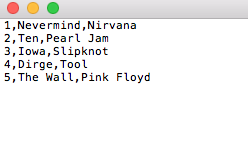 1,Nevermind,Nirvana
2,Ten,Pearl Jam
3,Iowa,Slipknot
4,Dirge,Tool
5,The Wall,Pink Floyd